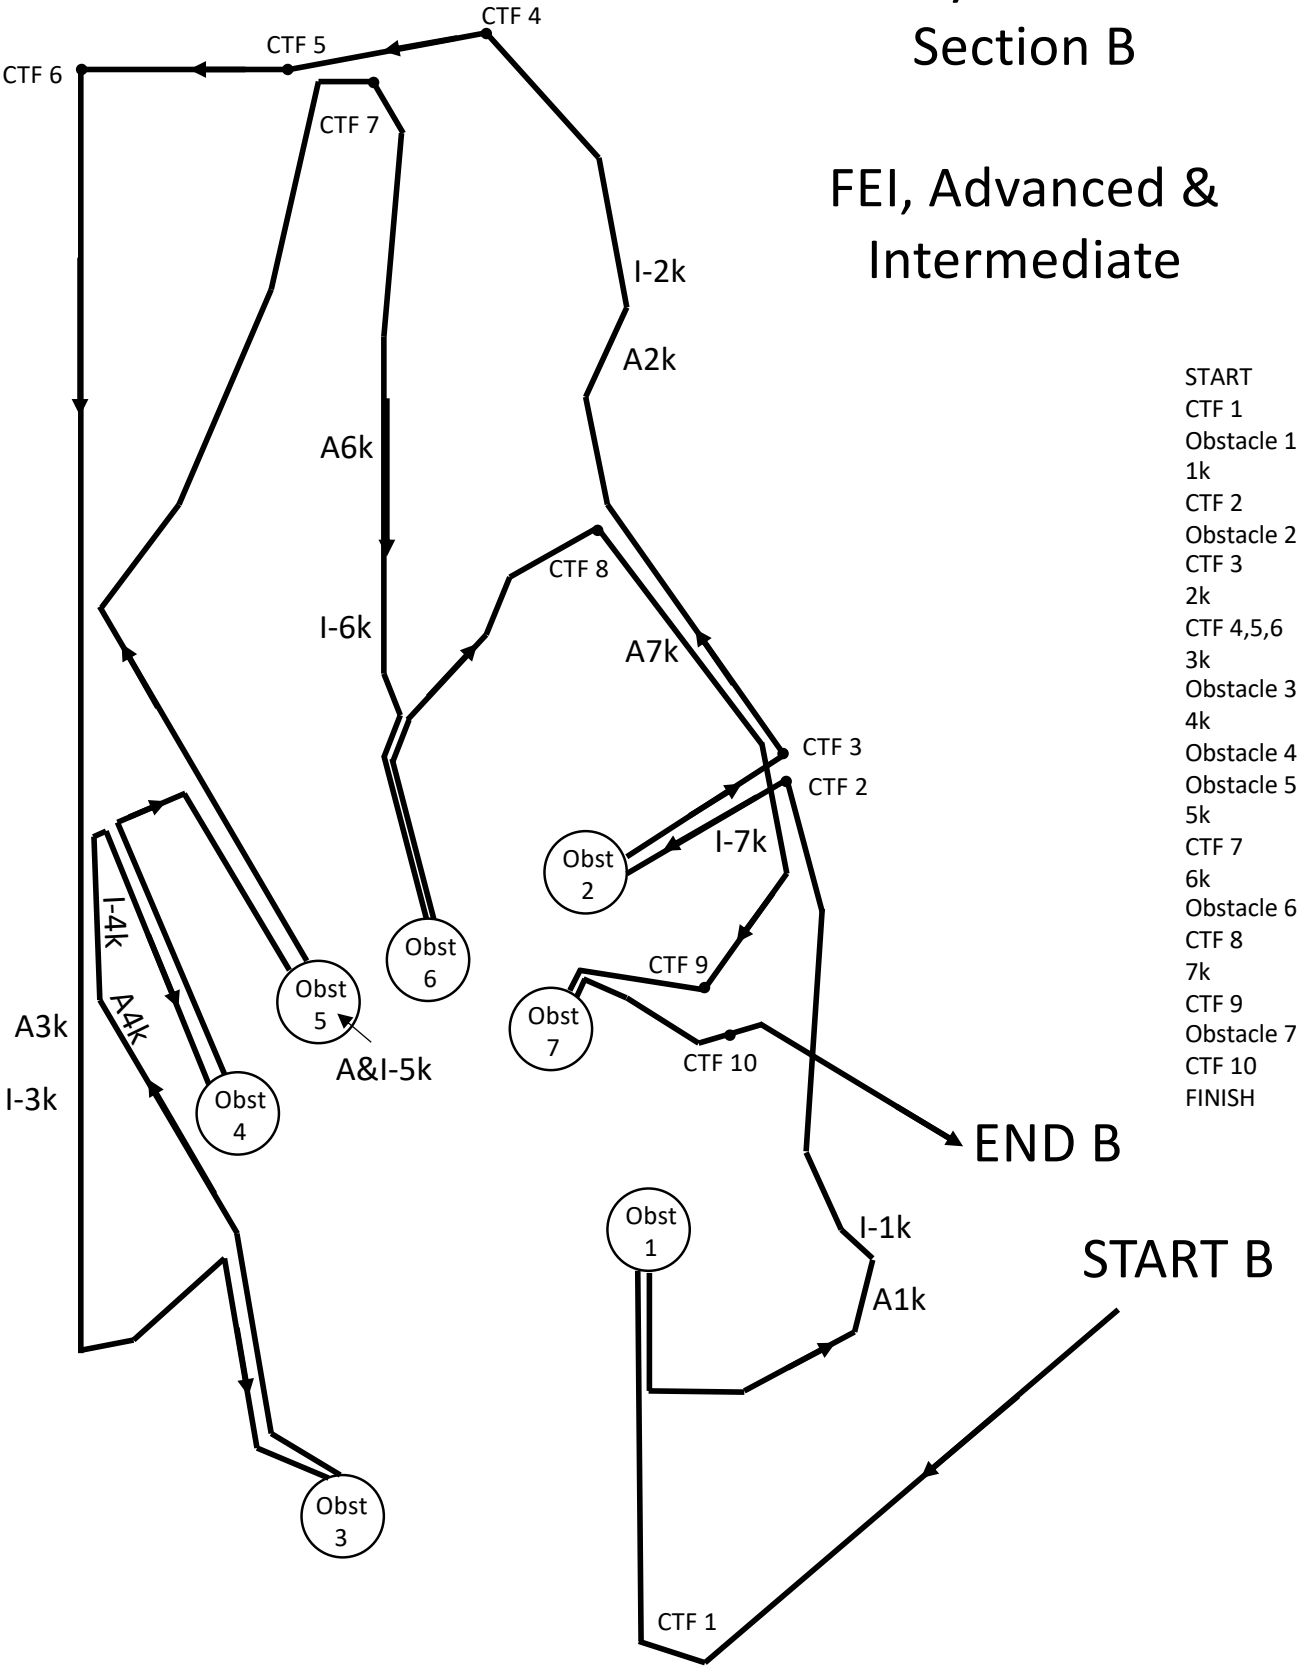 Section B
FEI, Advanced &
Intermediate
CTF 4
CTF 5
CTF 6
CTF 7
I-2k
A2k
A6k
CTF 8
I-6k
A7k
CTF 3
CTF 2
I-7k
Obst
2
I-4k
A4k
Obst
6
CTF 9
Obst
5
Obst
7
A3k
CTF 10
A&I-5k
I-3k
Obst
4
END B
Obst
1
I-1k
START B
A1k
Obst
3
CTF 1
START
CTF 1
Obstacle 1
1k
CTF 2
Obstacle 2
CTF 3
2k
CTF 4,5,6
3k
Obstacle 3
4k
Obstacle 4
Obstacle 5
5k
CTF 7
6k
Obstacle 6
CTF 8
7k
CTF 9
Obstacle 7
CTF 10
FINISH